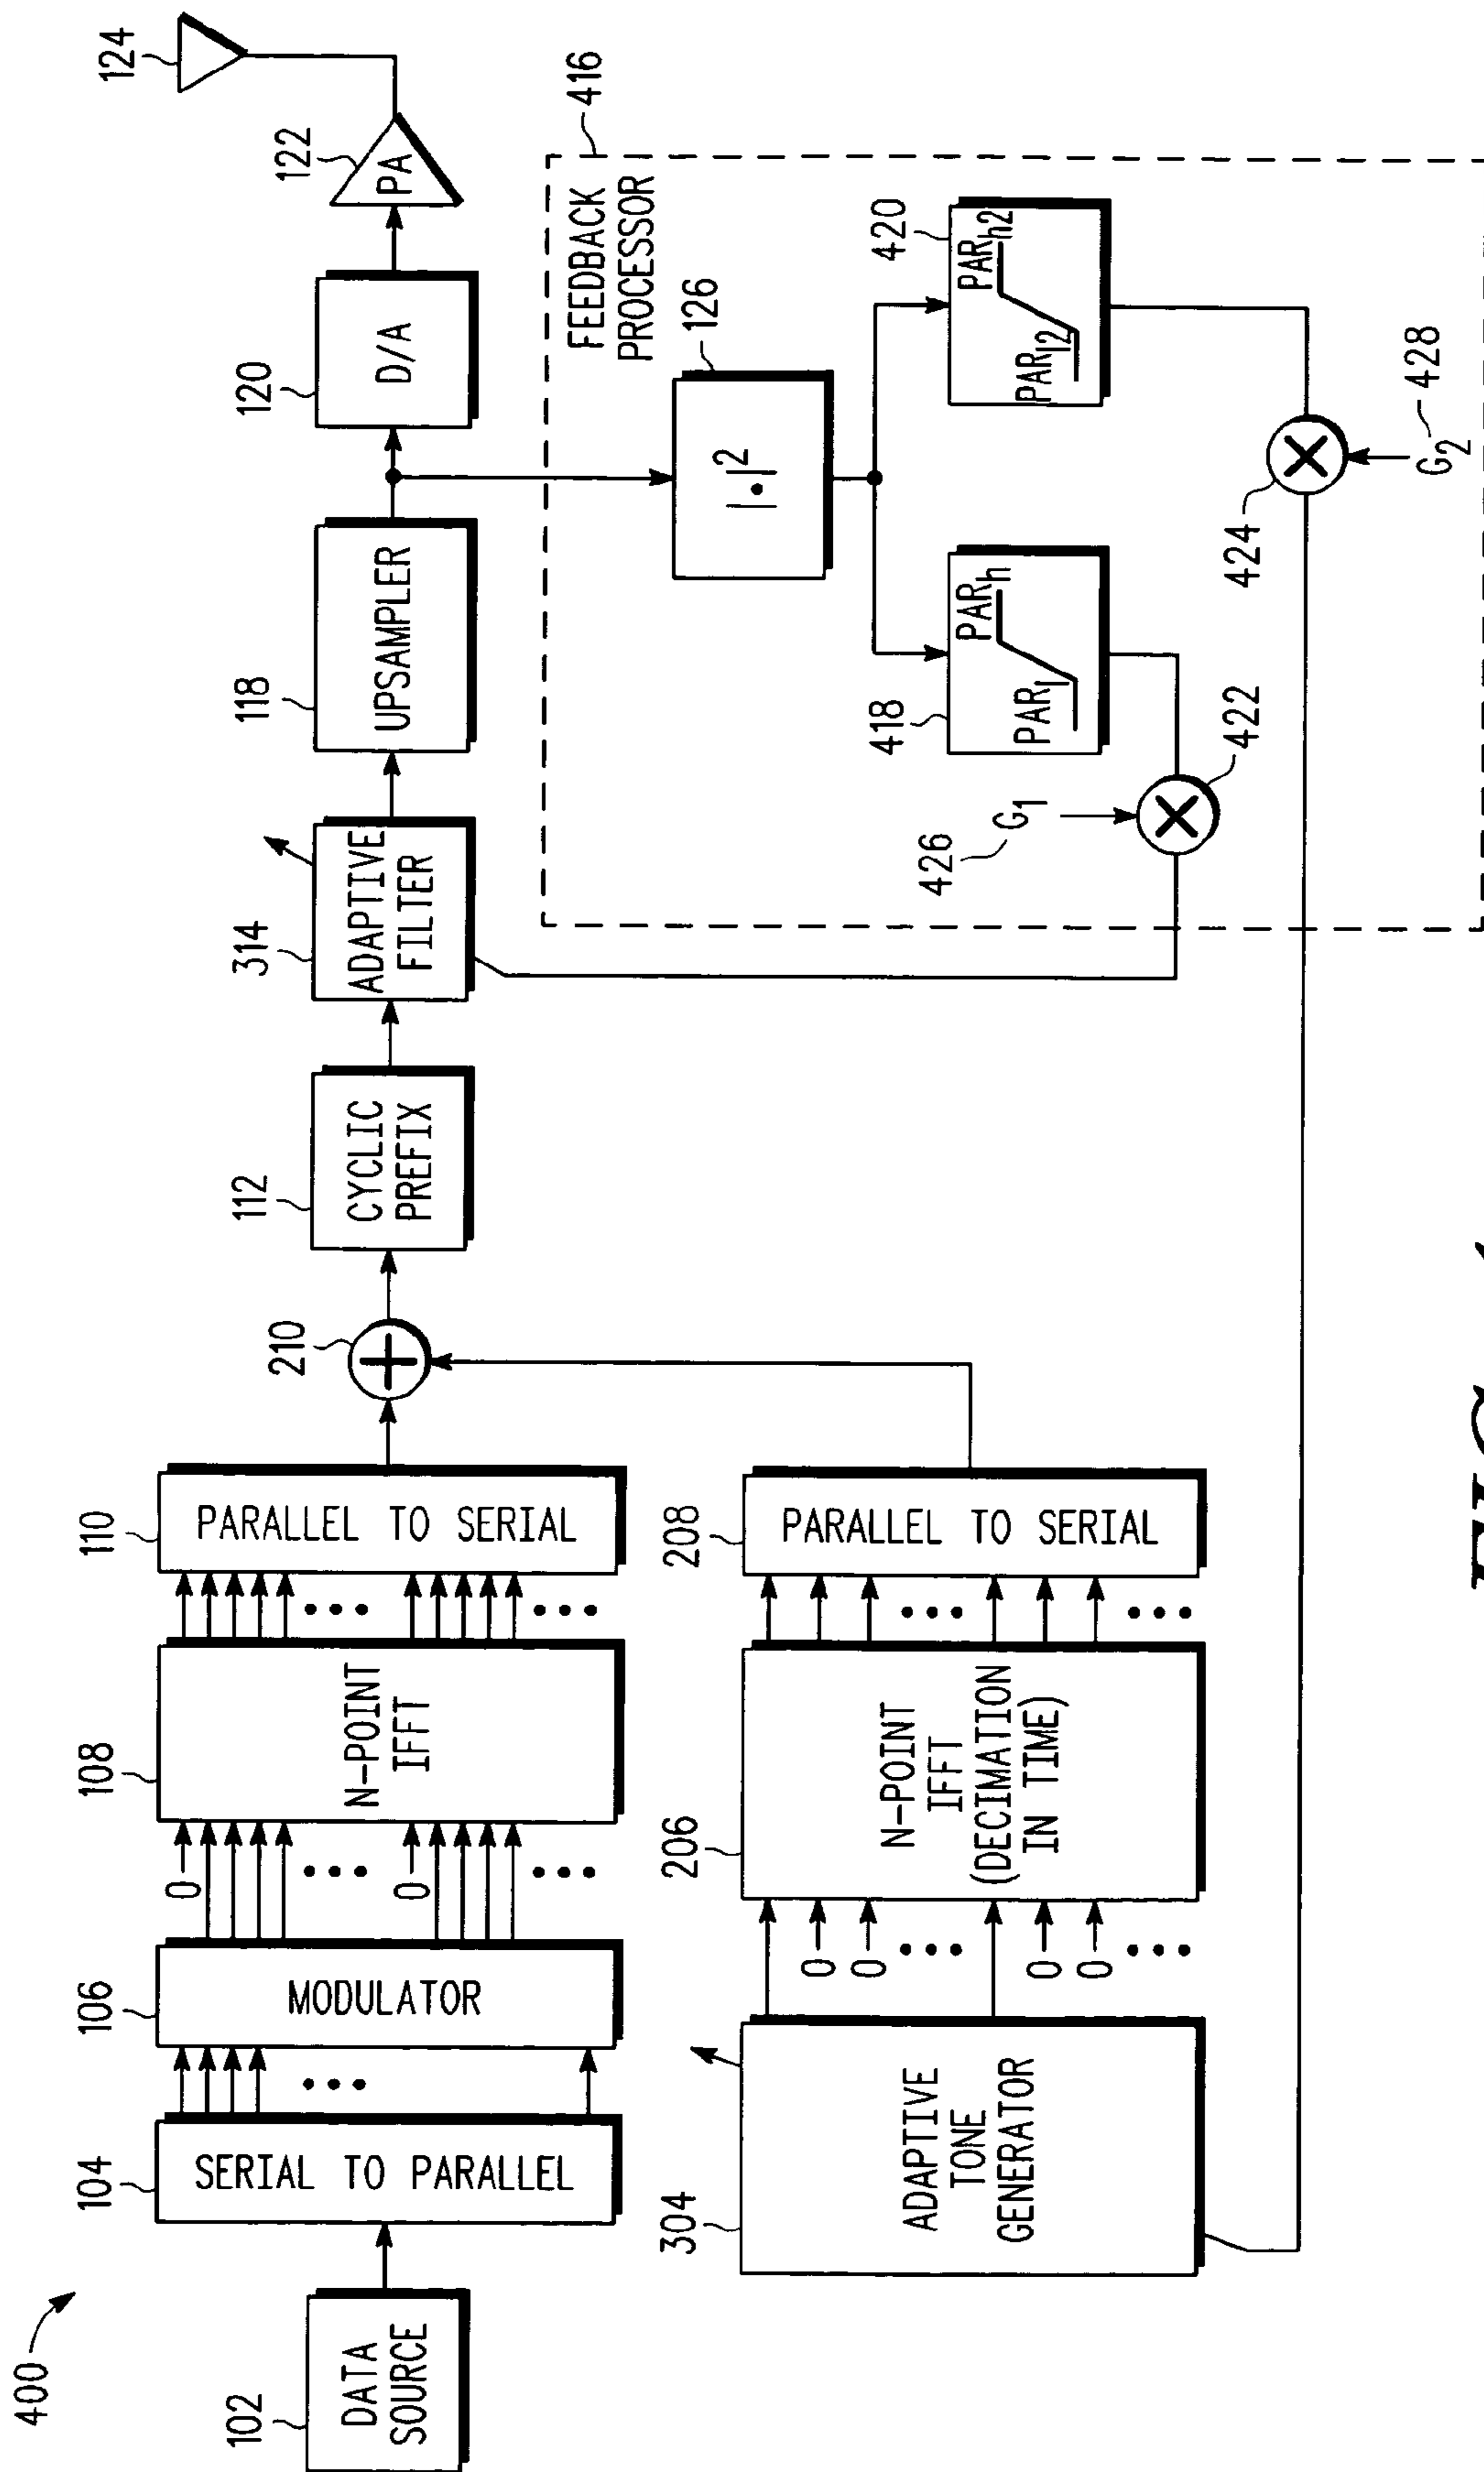 400
102
DATA
SOURCE
104
SERIAL TO PARALLEL
106
MODULATOR
0
0
108
N-POINT
IFFT
110
PARALLEL TO SERIAL
210
112
CYCLIC
PREFIX
314
ADAPTIVE
FILTER
118
UPSAMPLER
120
D/A
122
PA
124
304
ADAPTIVE
TONE
GENERATOR
0
0
0
0
206
N-POINT
IFFT
(DECIMATION
IN TIME)
208
PARALLEL TO SERIAL
416
FEEDBACK
PROCESSOR
126
|•|²
418
PARₗ
PARₕ
420
PARₗ₂
PARₕ₂
426
G₁
422
424
G₂
428